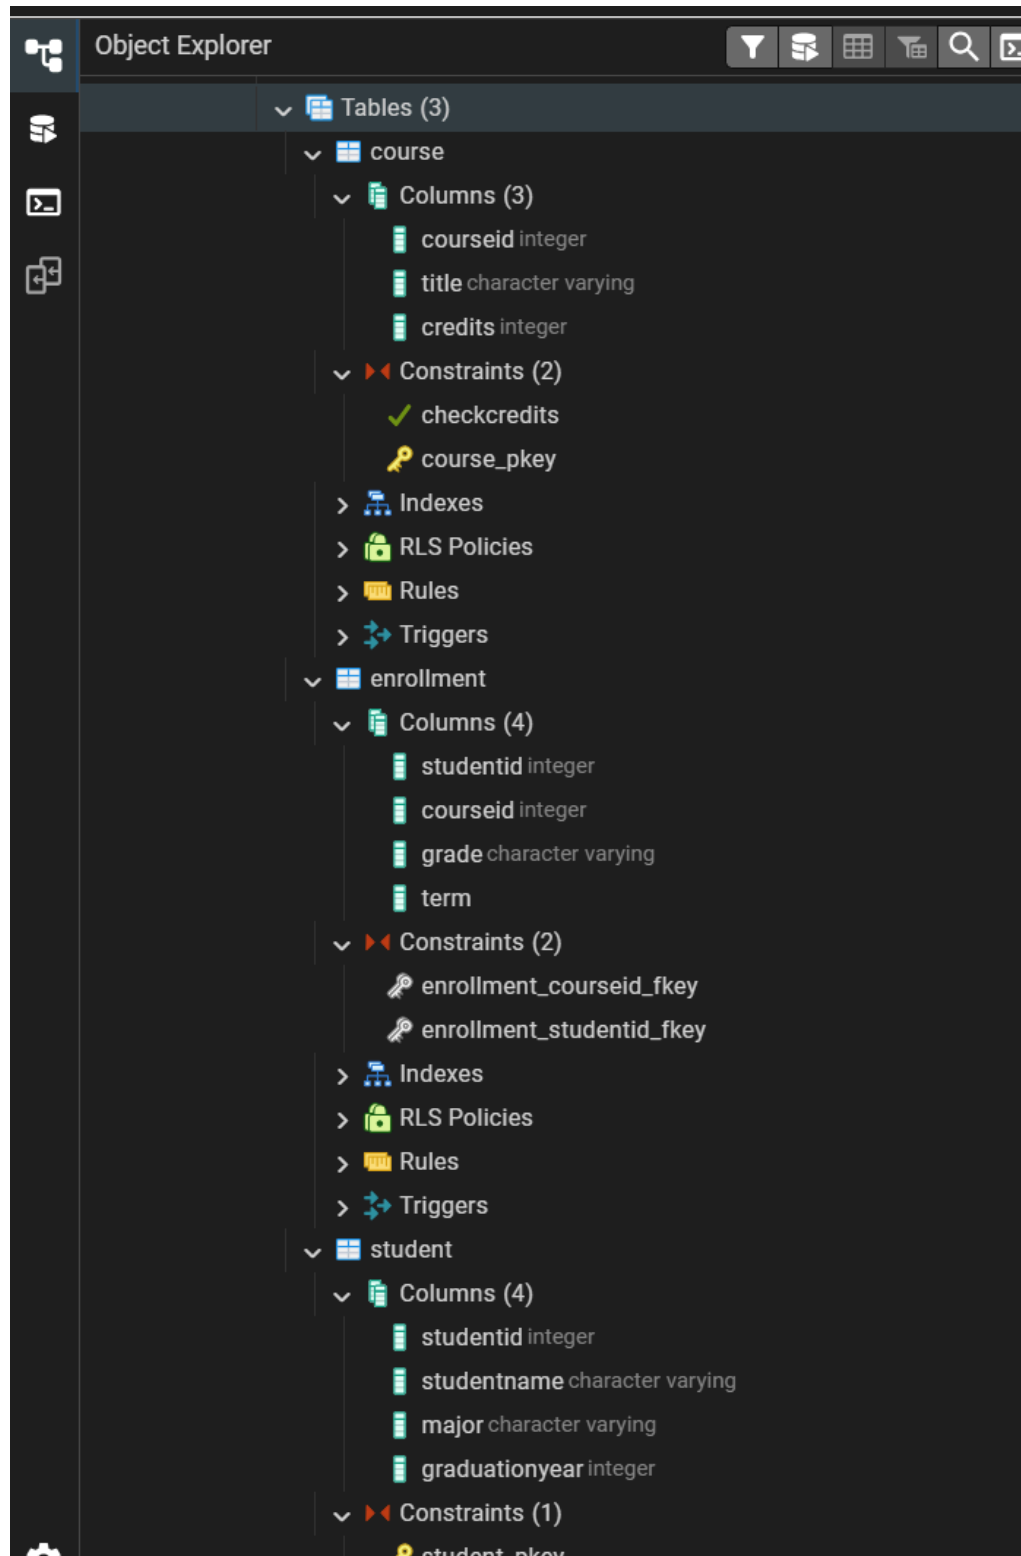 Object Explorer
Tables (3)
course
Columns (3)
courseid integer
title character varying
credits integer
Constraints (2)
checkcredits
course_pkey
Indexes
RLS Policies
Rules
Triggers
enrollment
Columns (4)
studentid integer
courseid integer
grade character varying
term
Constraints (2)
enrollment_courseid_fkey
enrollment_studentid_fkey
Indexes
RLS Policies
Rules
Triggers
student
Columns (4)
studentid integer
studentname character varying
major character varying
graduationyear integer
Constraints (1)
student_pkey